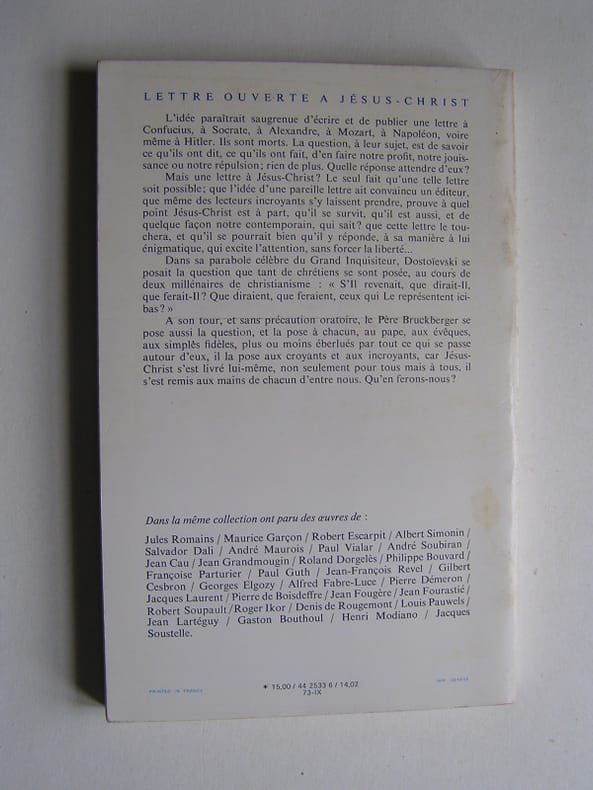 LETTRE OUVERTE A JÉSUS-CHRIST
L'idée paraîtrait saugrenue d'écrire et de publier une lettre à
Confucius, à Socrate, à Alexandre, à Mozart, à Napoléon, voire
même à Hitler. Ils sont morts. La question, à leur sujet, est de savoir
ce qu'ils ont dit, ce qu'ils ont fait, d'en faire notre profit, notre jouis-
sance ou notre répulsion; rien de plus. Quelle réponse attendre d'eux?
Mais une lettre à Jésus-Christ? Le seul fait qu'une telle lettre
soit possible; que l'idée d'une pareille lettre ait convaincu un éditeur,
que même des lecteurs incroyants s'y laissent prendre, prouve à quel
point Jésus-Christ est à part, qu'il se survit, qu'il est aussi, et de
quelque façon notre contemporain, qui sait? que cette lettre le tou-
chera, et qu'il se pourrait bien qu'il y réponde, à sa manière à lui
énigmatique, qui excite l'attention, sans forcer la liberté...
Dans sa parabole célèbre du Grand Inquisiteur, Dostoïevski se
posait la question que tant de chrétiens se sont posée, au cours de
deux millénaires de christianisme : « S'Il revenait, que dirait-Il,
que ferait-Il? Que diraient, que feraient, ceux qui Le représentent ici-
bas? »
A son tour, et sans précaution oratoire, le Père Bruckberger se
pose aussi la question, et la pose à chacun, au pape, aux évêques,
aux simples fidèles, plus ou moins éberlués par tout ce qui se passe
autour d'eux, il la pose aux croyants et aux incroyants, car Jésus-
Christ s'est livré lui-même, non seulement pour tous mais à tous, il
s'est remis aux mains de chacun d'entre nous. Qu'en ferons-nous?
Dans la même collection ont paru des œuvres de :
Jules Romains / Maurice Garçon / Robert Escarpit / Albert Simonin /
Salvador Dali / André Maurois / Paul Vialar / André Soubiran /
Jean Cau / Jean Grandmougin / Roland Dorgelès / Philippe Bouvard /
Françoise Parturier / Paul Guth / Jean-François Revel / Gilbert
Cesbron / Georges Elgozy / Alfred Fabre-Luce / Pierre Démeron /
Jacques Laurent / Pierre de Boisdeffre / Jean Fougère / Jean Fourastié /
Robert Soupault / Roger Ikor / Denis de Rougemont / Louis Pauwels /
Jean Lartéguy / Gaston Bouthoul / Henri Modiano / Jacques
Soustelle.
PRINTED IN FRANCE
* 15,00 / 44 2533 6 / 14,02
73-IX